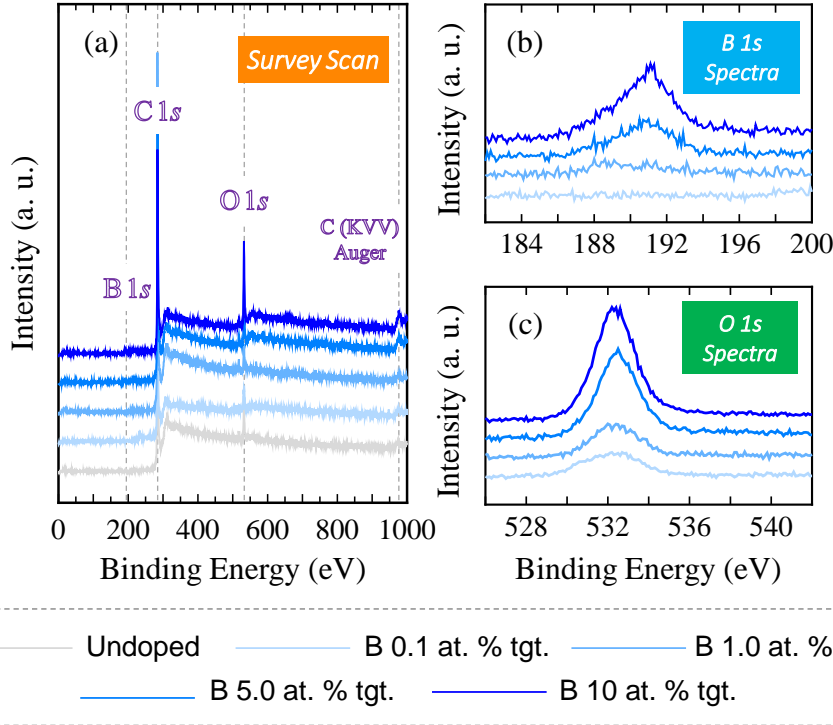 (a)
Survey Scan
C 1s
O 1s
C (KVV)
Auger
B 1s
Intensity (a. u.)
0 200 400 600 800 1000
Binding Energy (eV)
(b)
B 1s
Spectra
Intensity (a. u.)
184 188 192 196 200
(c)
O 1s
Spectra
Intensity (a. u.)
528 532 536 540
Binding Energy (eV)
Undoped B 0.1 at. % tgt. B 1.0 at. %
B 5.0 at. % tgt. B 10 at. % tgt.